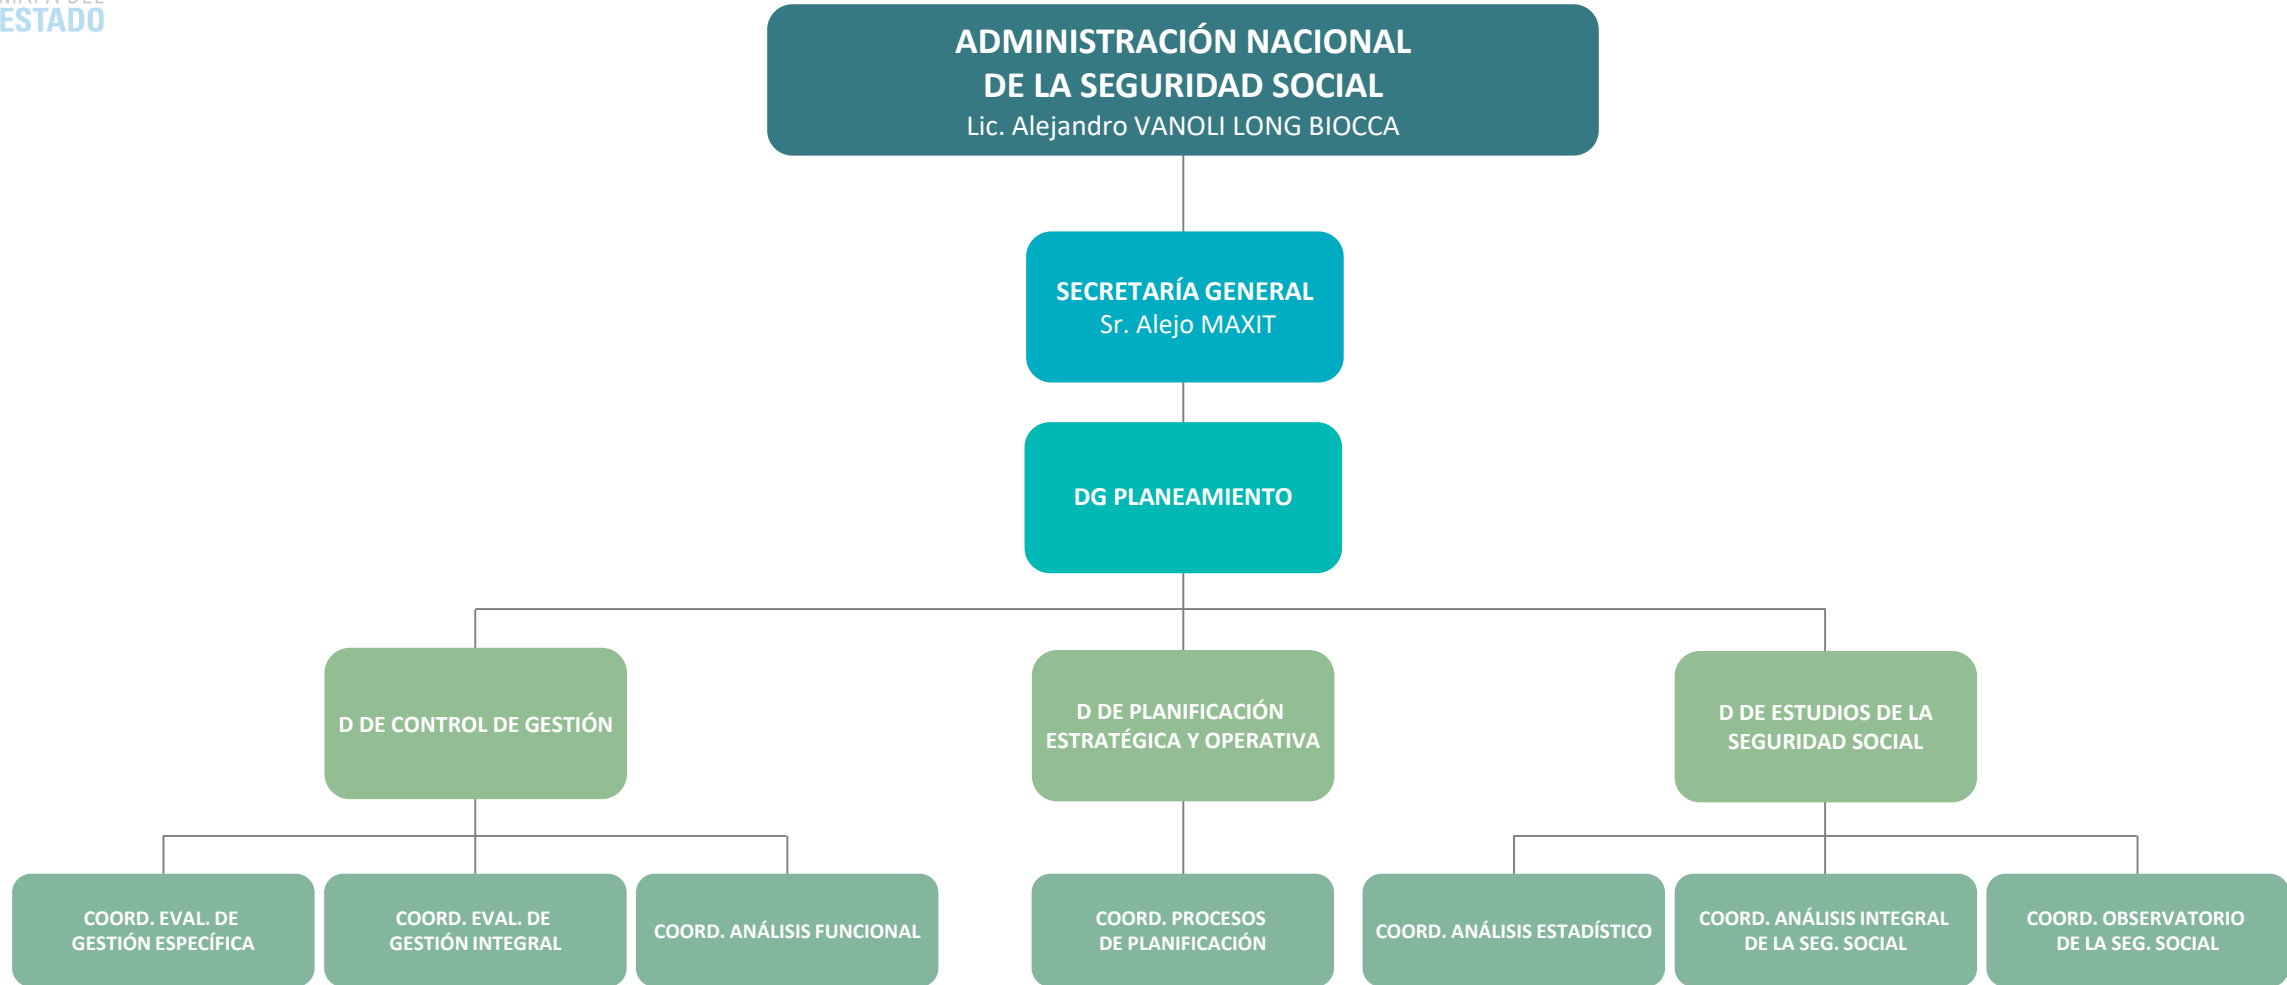 MAPA DEL
ESTADO
ADMINISTRACIÓN NACIONAL
DE LA SEGURIDAD SOCIAL
Lic. Alejandro VANOLI LONG BIOCCA
SECRETARÍA GENERAL
Sr. Alejo MAXIT
DG PLANEAMIENTO
D DE CONTROL DE GESTIÓN
D DE PLANIFICACIÓN
ESTRATÉGICA Y OPERATIVA
D DE ESTUDIOS DE LA
SEGURIDAD SOCIAL
COORD. EVAL. DE
GESTIÓN ESPECÍFICA
COORD. EVAL. DE
GESTIÓN INTEGRAL
COORD. ANÁLISIS FUNCIONAL
COORD. PROCESOS
DE PLANIFICACIÓN
COORD. ANÁLISIS ESTADÍSTICO
COORD. ANÁLISIS INTEGRAL
DE LA SEG. SOCIAL
COORD. OBSERVATORIO
DE LA SEG. SOCIAL